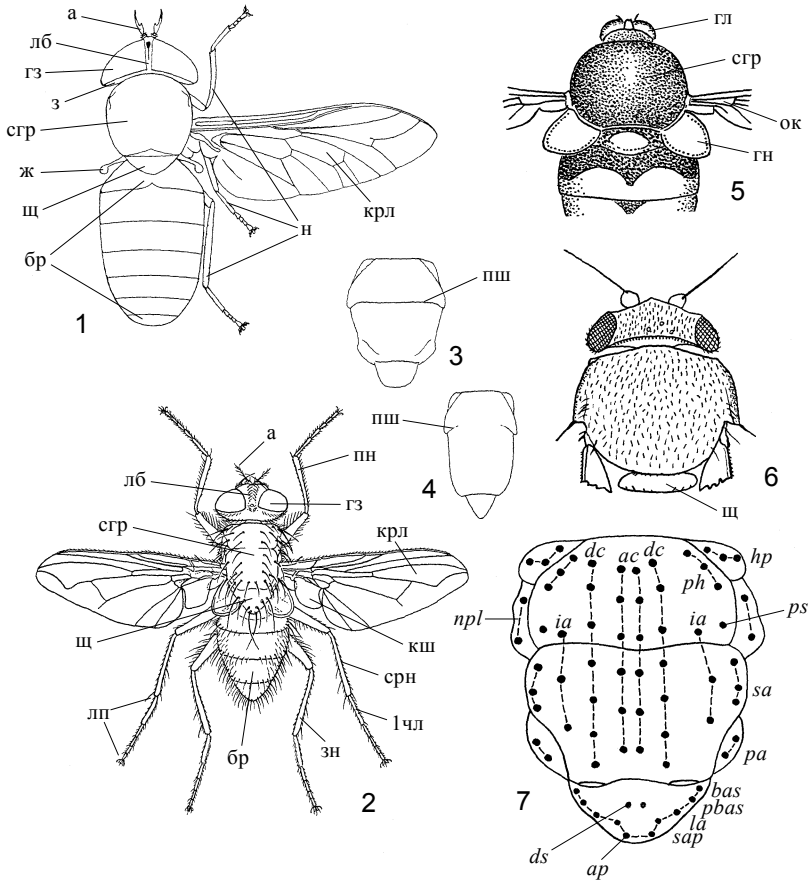 а
лб
гз
з
сгр
ж
щ
бр
н
крл
1
гл
сгр
ок
гн
5
пш
3
пш
4
щ
6
а
пн
лб
гз
сгр
крл
щ
кш
срн
лп
1чл
бр
зн
2
dc ac dc
hp
ph
ps
npl
ia ia
sa
pa
bas
pbas
la
sap
ds
ap
7